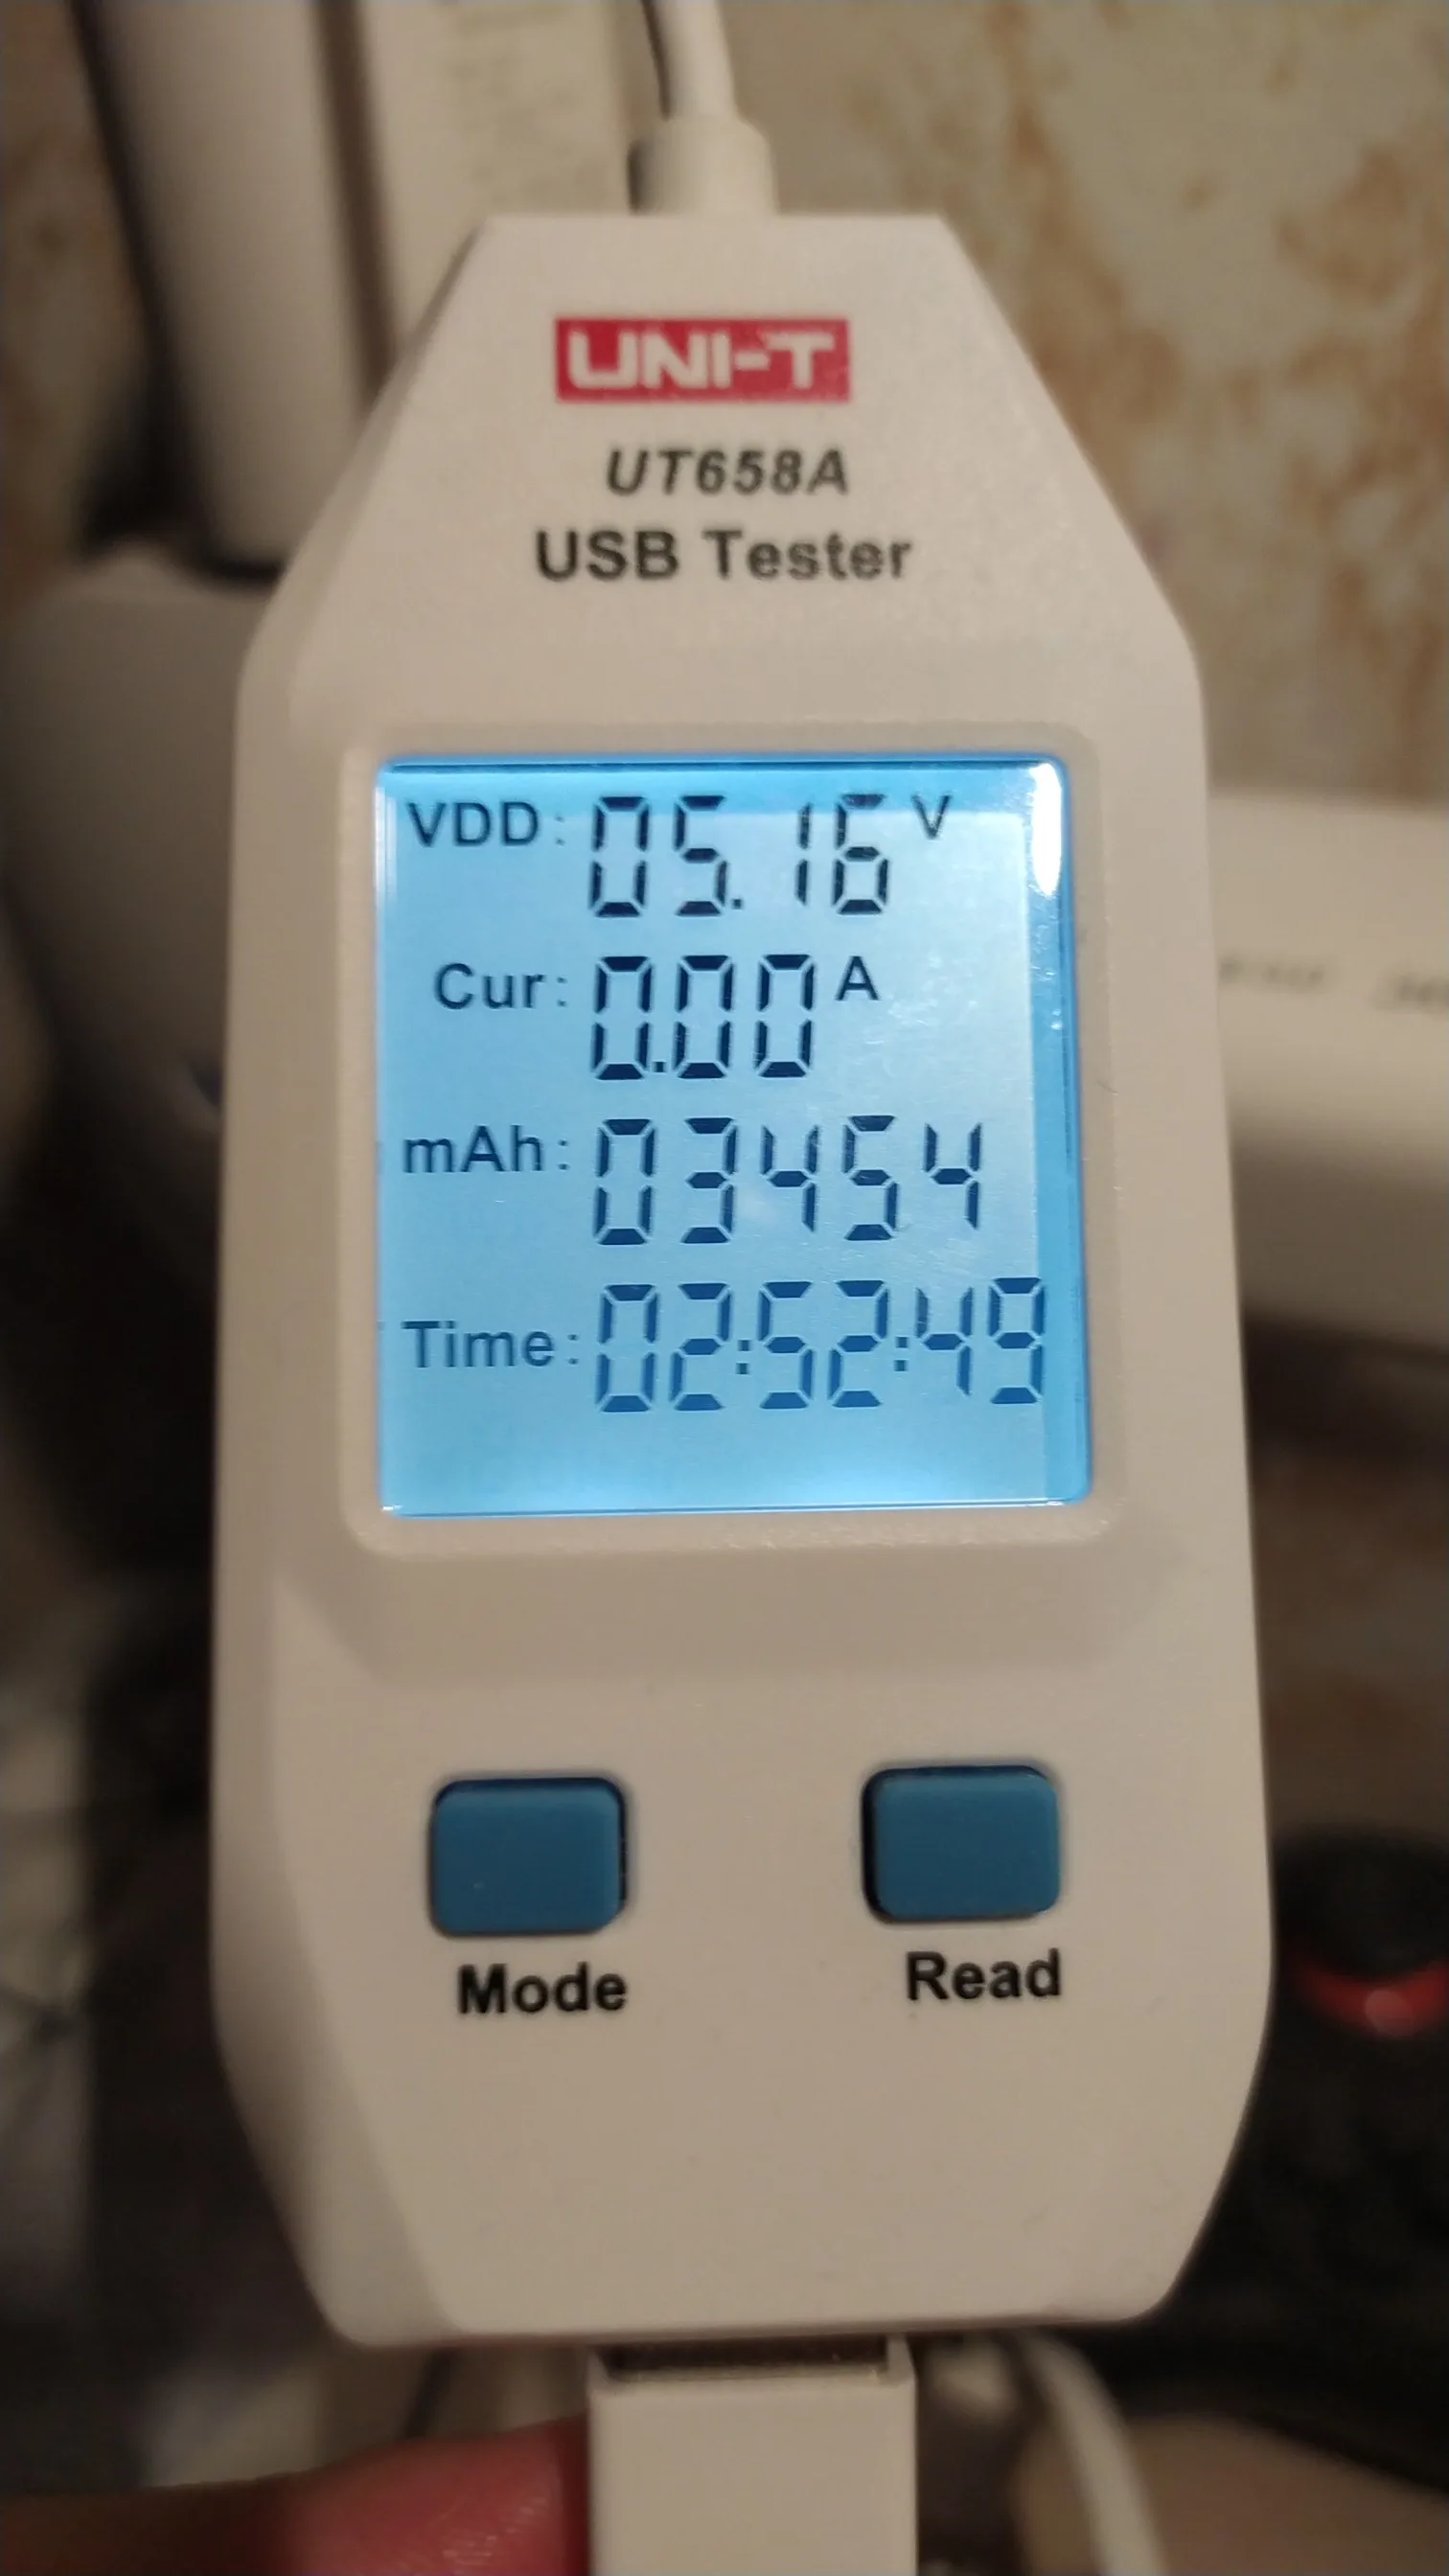 UNI-T
UT658A
USB Tester
VDD: 05.16 V
Cur: 0.00 A
mAh: 03454
Time: 02:52:49
Mode Read